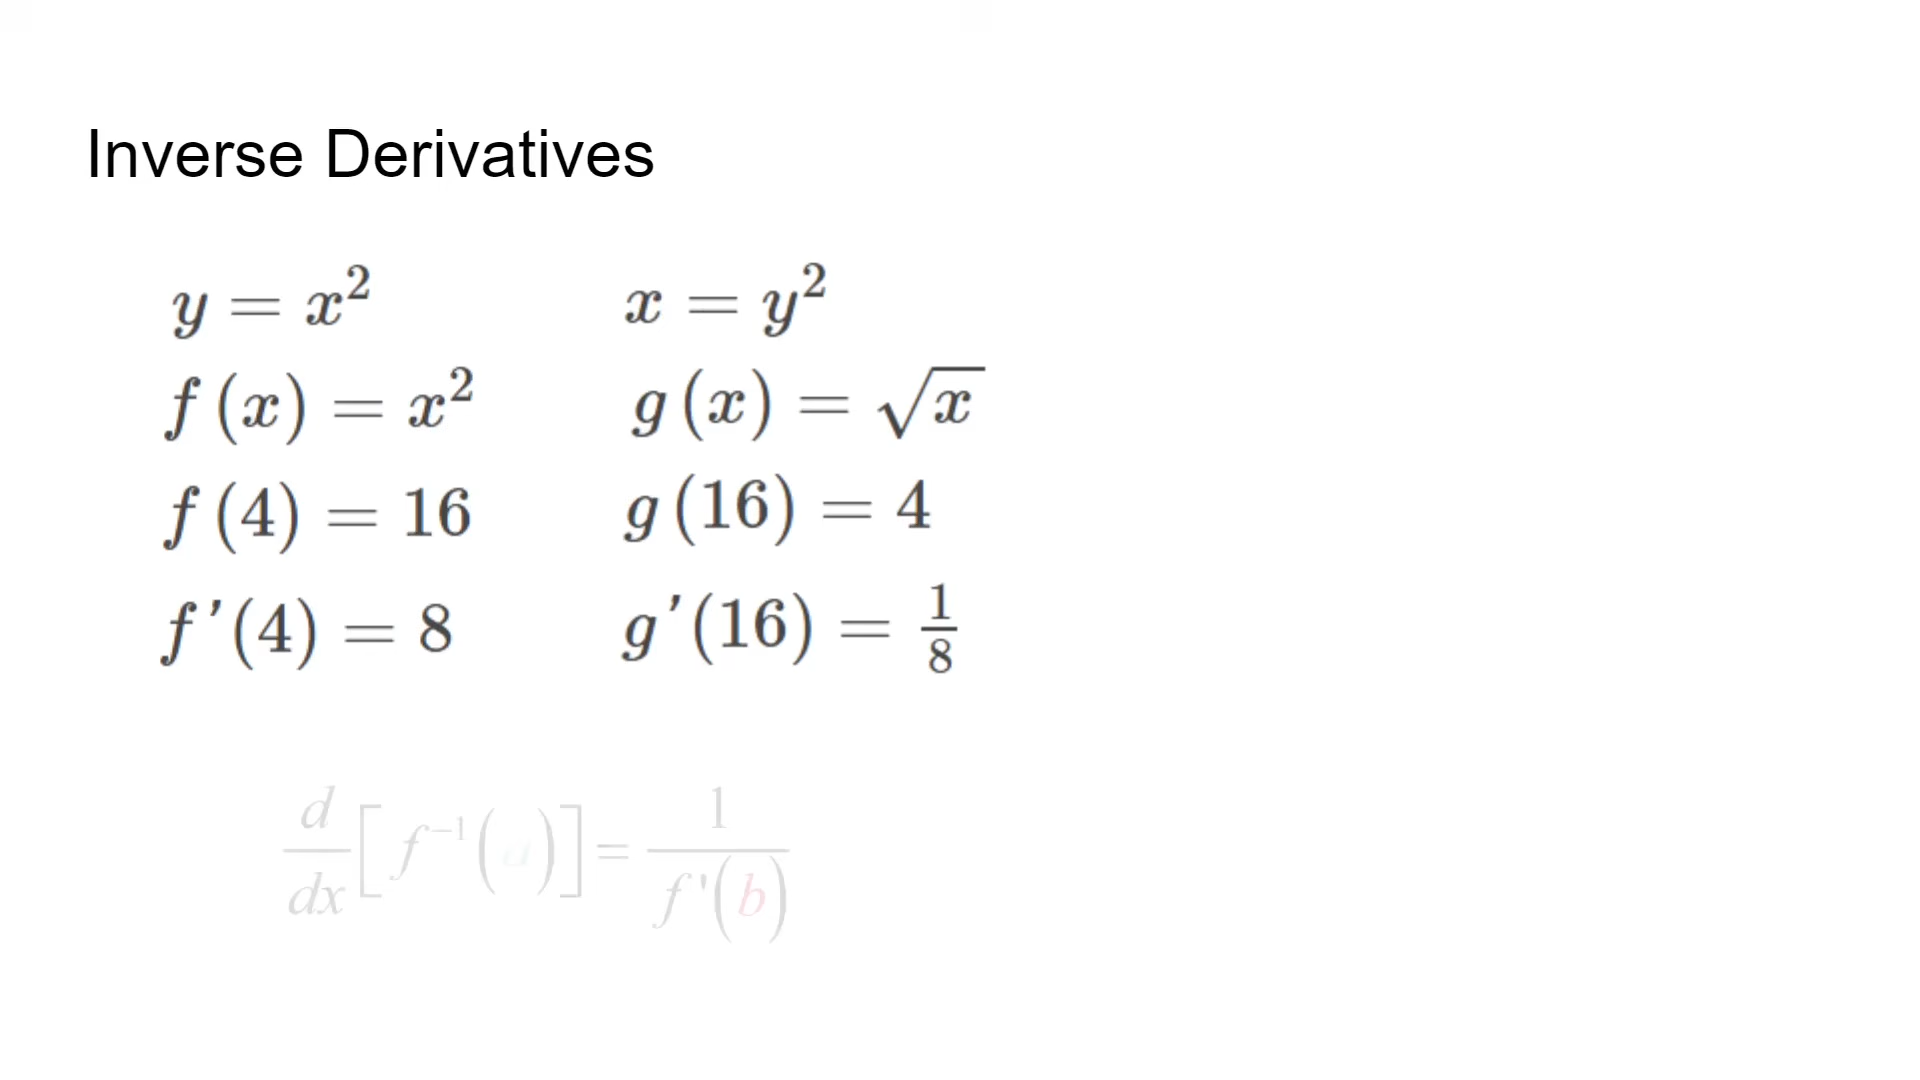 Inverse Derivatives
y = x²
x = y²
f(x) = x²
g(x) = √x
f(4) = 16
g(16) = 4
f′(4) = 8
g′(16) = 1/8
d/dx [f⁻¹(a)] = 1/f'(b)